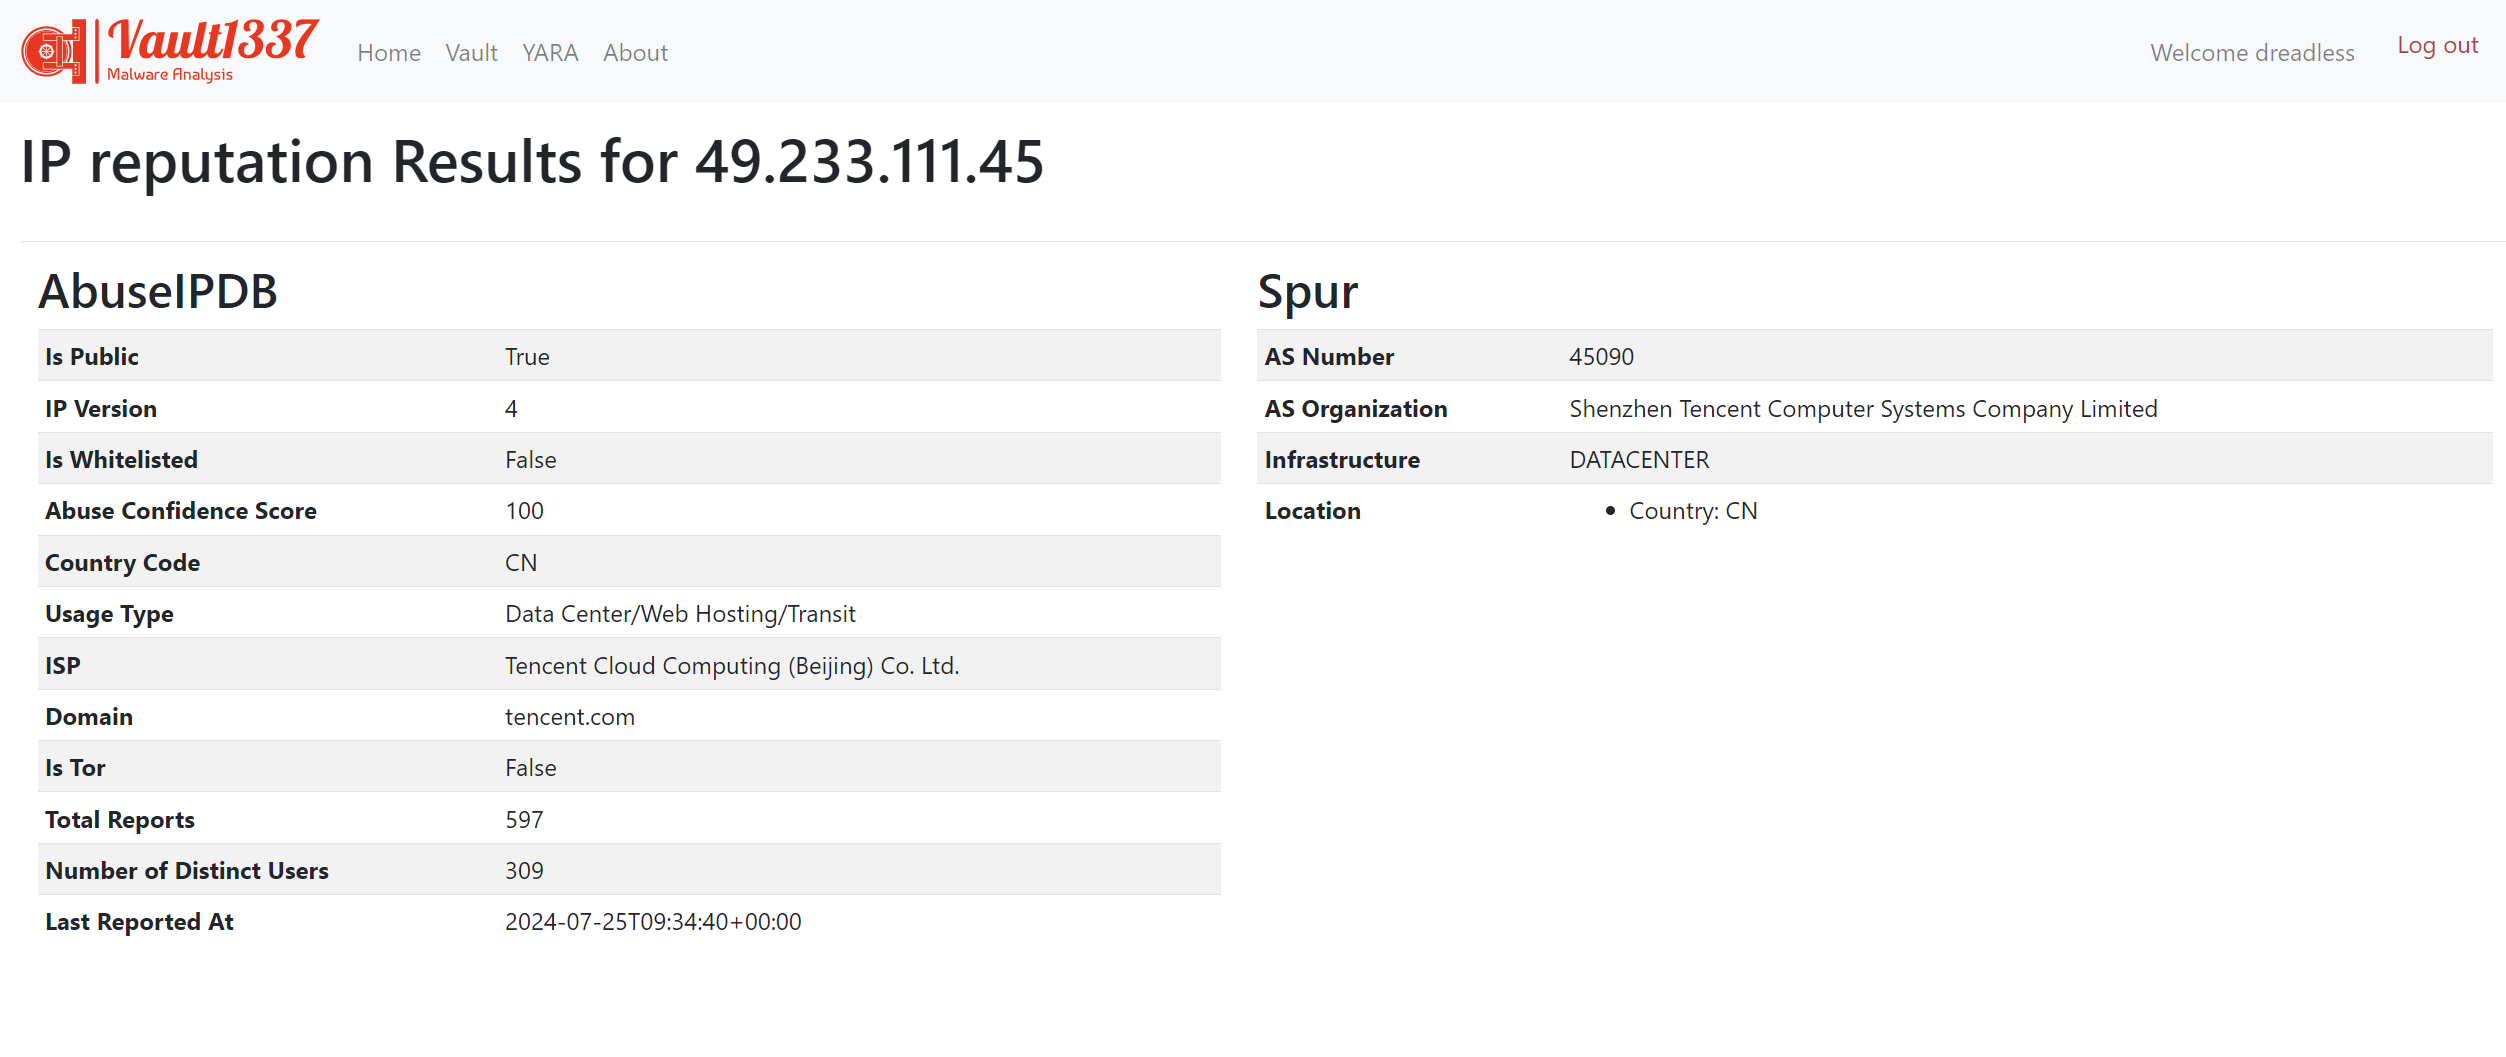 Vault1337
Malware Analysis
Home Vault YARA About
Welcome dreadless Log out
IP reputation Results for 49.233.111.45
AbuseIPDB
Is Public True
IP Version 4
Is Whitelisted False
Abuse Confidence Score 100
Country Code CN
Usage Type Data Center/Web Hosting/Transit
ISP Tencent Cloud Computing (Beijing) Co. Ltd.
Domain tencent.com
Is Tor False
Total Reports 597
Number of Distinct Users 309
Last Reported At 2024-07-25T09:34:40+00:00
Spur
AS Number 45090
AS Organization Shenzhen Tencent Computer Systems Company Limited
Infrastructure DATACENTER
Location • Country: CN